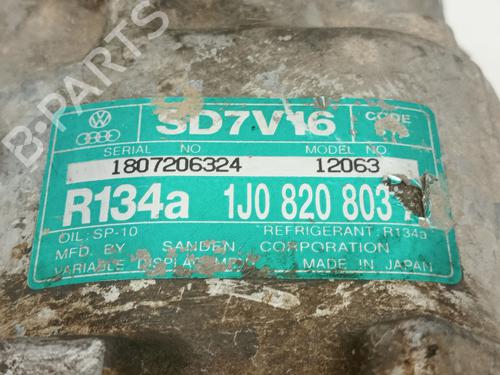 B-PARTS
SD7V16
CODE
SERIAL NO
MODEL NO
1807206324
12063
R134a
1J0 820 803
OIL: SP-10
REFRIGERANT: R134a
MFD. BY SANDEN
VARIABLE
MADE IN JAPAN